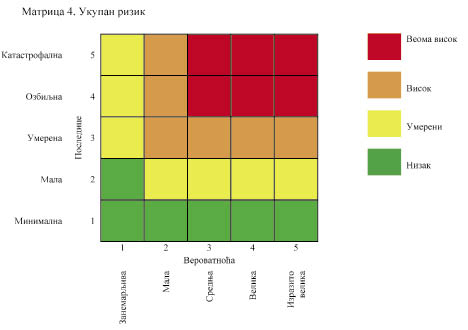 Матрица 4. Укупан ризик
Катастрофална 5
Озбиљна 4
Умерена 3
Мала 2
Минимална 1
Последице
1 2 3 4 5
Вероватноћа
Занемарљива
Мала
Средња
Велика
Изразито
велика
Веома висок
Висок
Умерени
Низак